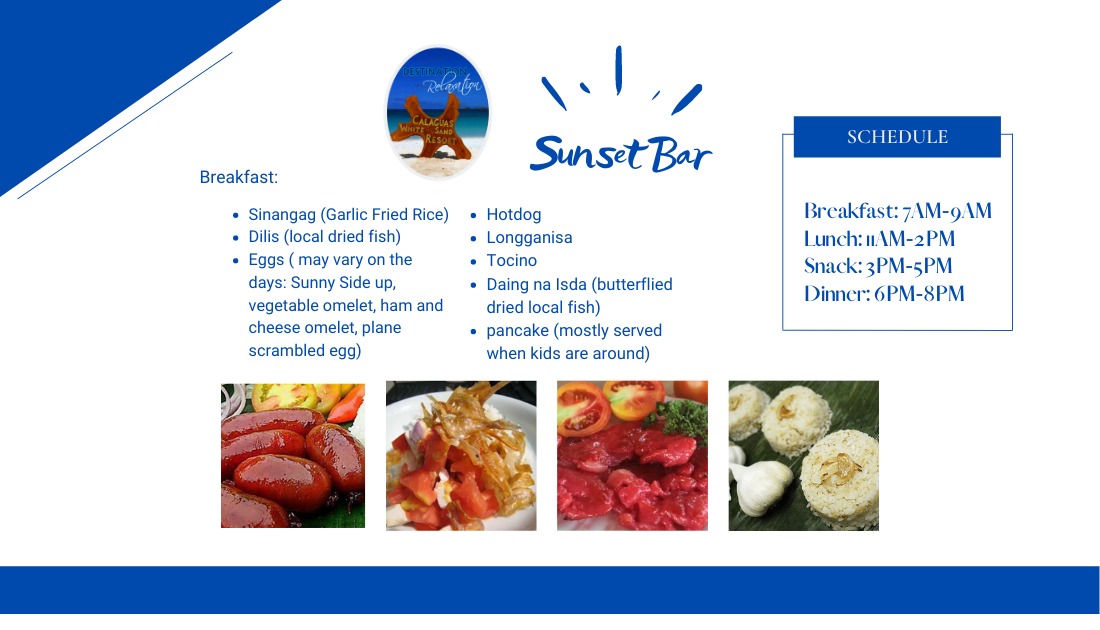 DESTINATION
Relaxation
CALAGUAS
WHITE SAND
RESORT
Sunset Bar
SCHEDULE
Breakfast: 7AM-9AM
Lunch: 11AM-2PM
Snack: 3PM-5PM
Dinner: 6PM-8PM
Breakfast:
Sinangag (Garlic Fried Rice)
Dilis (local dried fish)
Eggs ( may vary on the
days: Sunny Side up,
vegetable omelet, ham and
cheese omelet, plane
scrambled egg)
Hotdog
Longganisa
Tocino
Daing na Isda (butterflied
dried local fish)
pancake (mostly served
when kids are around)